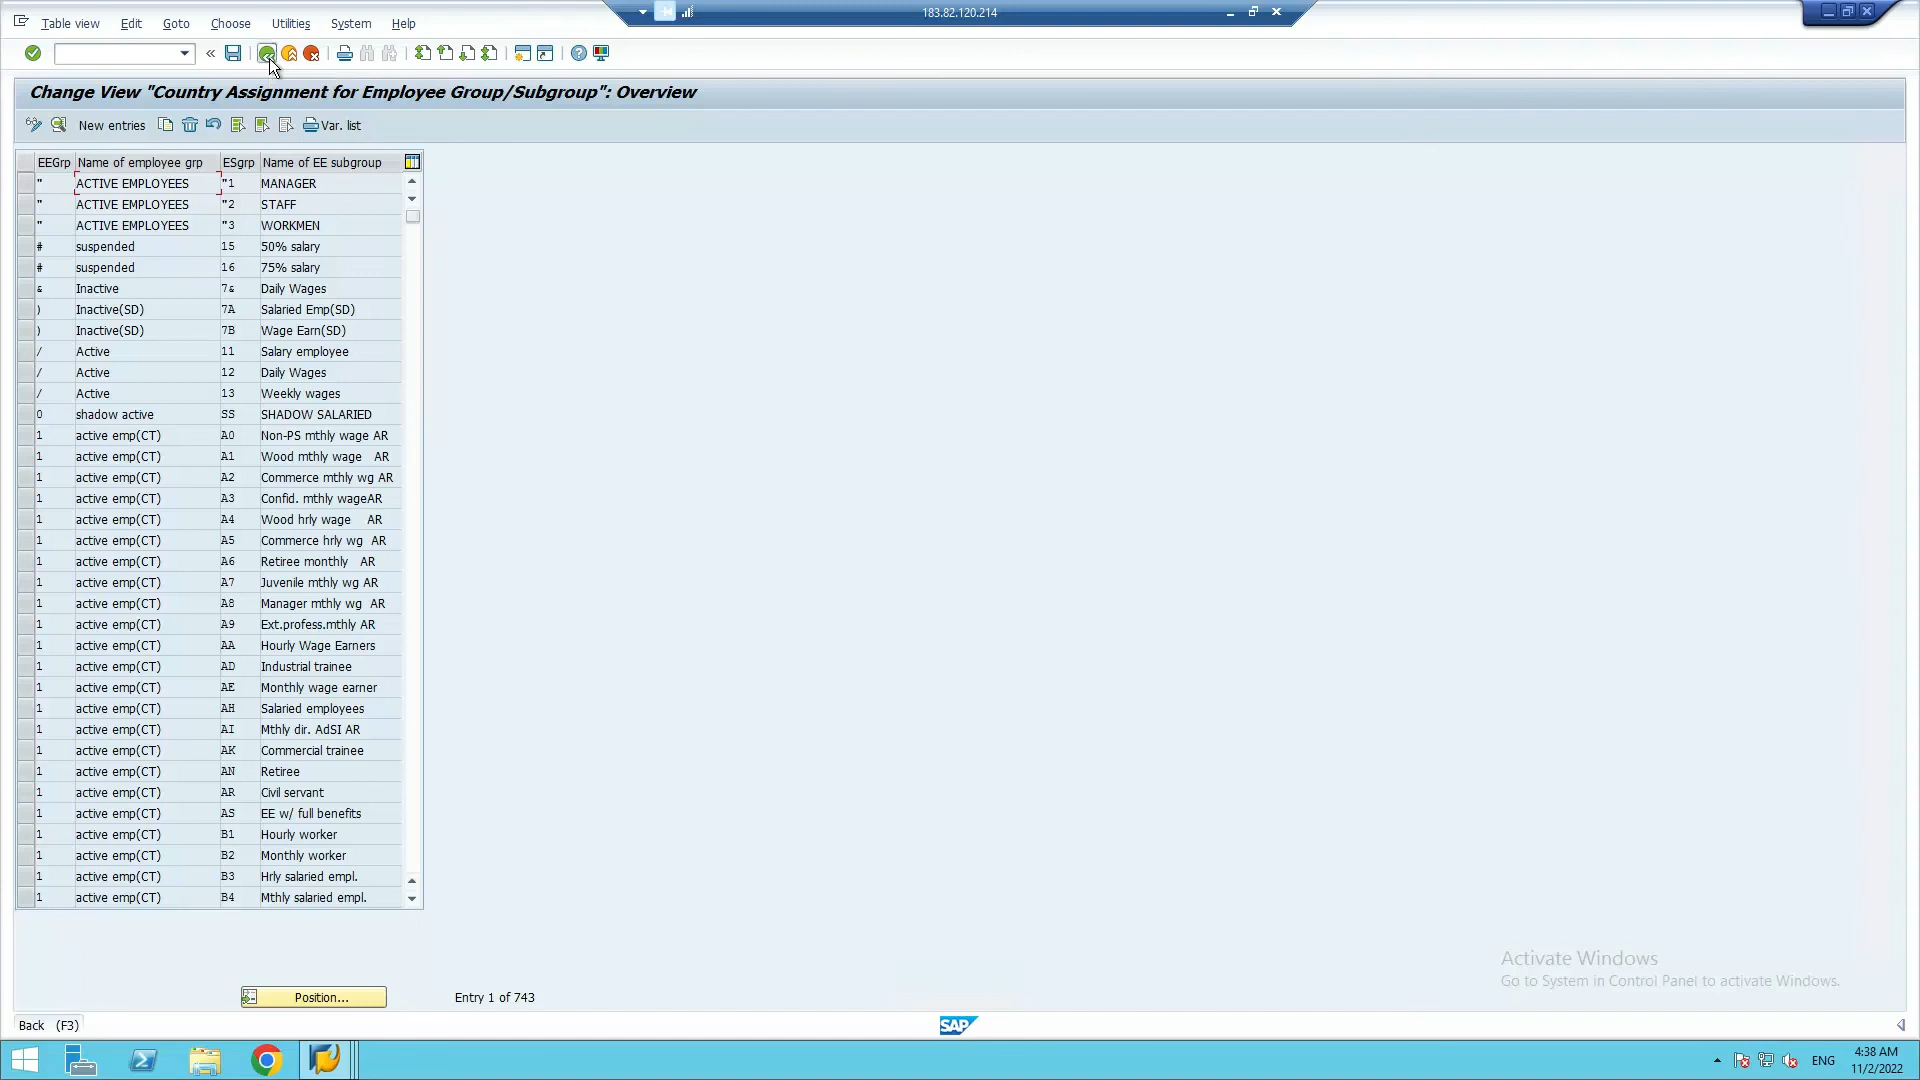 183.82.120.214
Table view Edit Goto Choose Utilities System Help
Change View "Country Assignment for Employee Group/Subgroup": Overview
New entries Var. list
EEGrp Name of employee grp ESgrp Name of EE subgroup
" ACTIVE EMPLOYEES "1 MANAGER
" ACTIVE EMPLOYEES "2 STAFF
" ACTIVE EMPLOYEES "3 WORKMEN
# suspended 15 50% salary
# suspended 16 75% salary
& Inactive 7& Daily Wages
) Inactive(SD) 7A Salaried Emp(SD)
) Inactive(SD) 7B Wage Earn(SD)
/ Active 11 Salary employee
/ Active 12 Daily Wages
/ Active 13 Weekly wages
0 shadow active SS SHADOW SALARIED
1 active emp(CT) A0 Non-PS mthly wage AR
1 active emp(CT) A1 Wood mthly wage AR
1 active emp(CT) A2 Commerce mthly wg AR
1 active emp(CT) A3 Confid. mthly wageAR
1 active emp(CT) A4 Wood hrly wage AR
1 active emp(CT) A5 Commerce hrly wg AR
1 active emp(CT) A6 Retiree monthly AR
1 active emp(CT) A7 Juvenile mthly wg AR
1 active emp(CT) A8 Manager mthly wg AR
1 active emp(CT) A9 Ext.profess.mthly AR
1 active emp(CT) AA Hourly Wage Earners
1 active emp(CT) AD Industrial trainee
1 active emp(CT) AE Monthly wage earner
1 active emp(CT) AH Salaried employees
1 active emp(CT) AI Mthly dir. AdSI AR
1 active emp(CT) AK Commercial trainee
1 active emp(CT) AN Retiree
1 active emp(CT) AR Civil servant
1 active emp(CT) AS EE w/ full benefits
1 active emp(CT) B1 Hourly worker
1 active emp(CT) B2 Monthly worker
1 active emp(CT) B3 Hrly salaried empl.
1 active emp(CT) B4 Mthly salaried empl.
Activate Windows
Go to System in Control Panel to activate Windows.
Position... Entry 1 of 743
Back (F3)
SAP
ENG
4:38 AM
11/2/2022